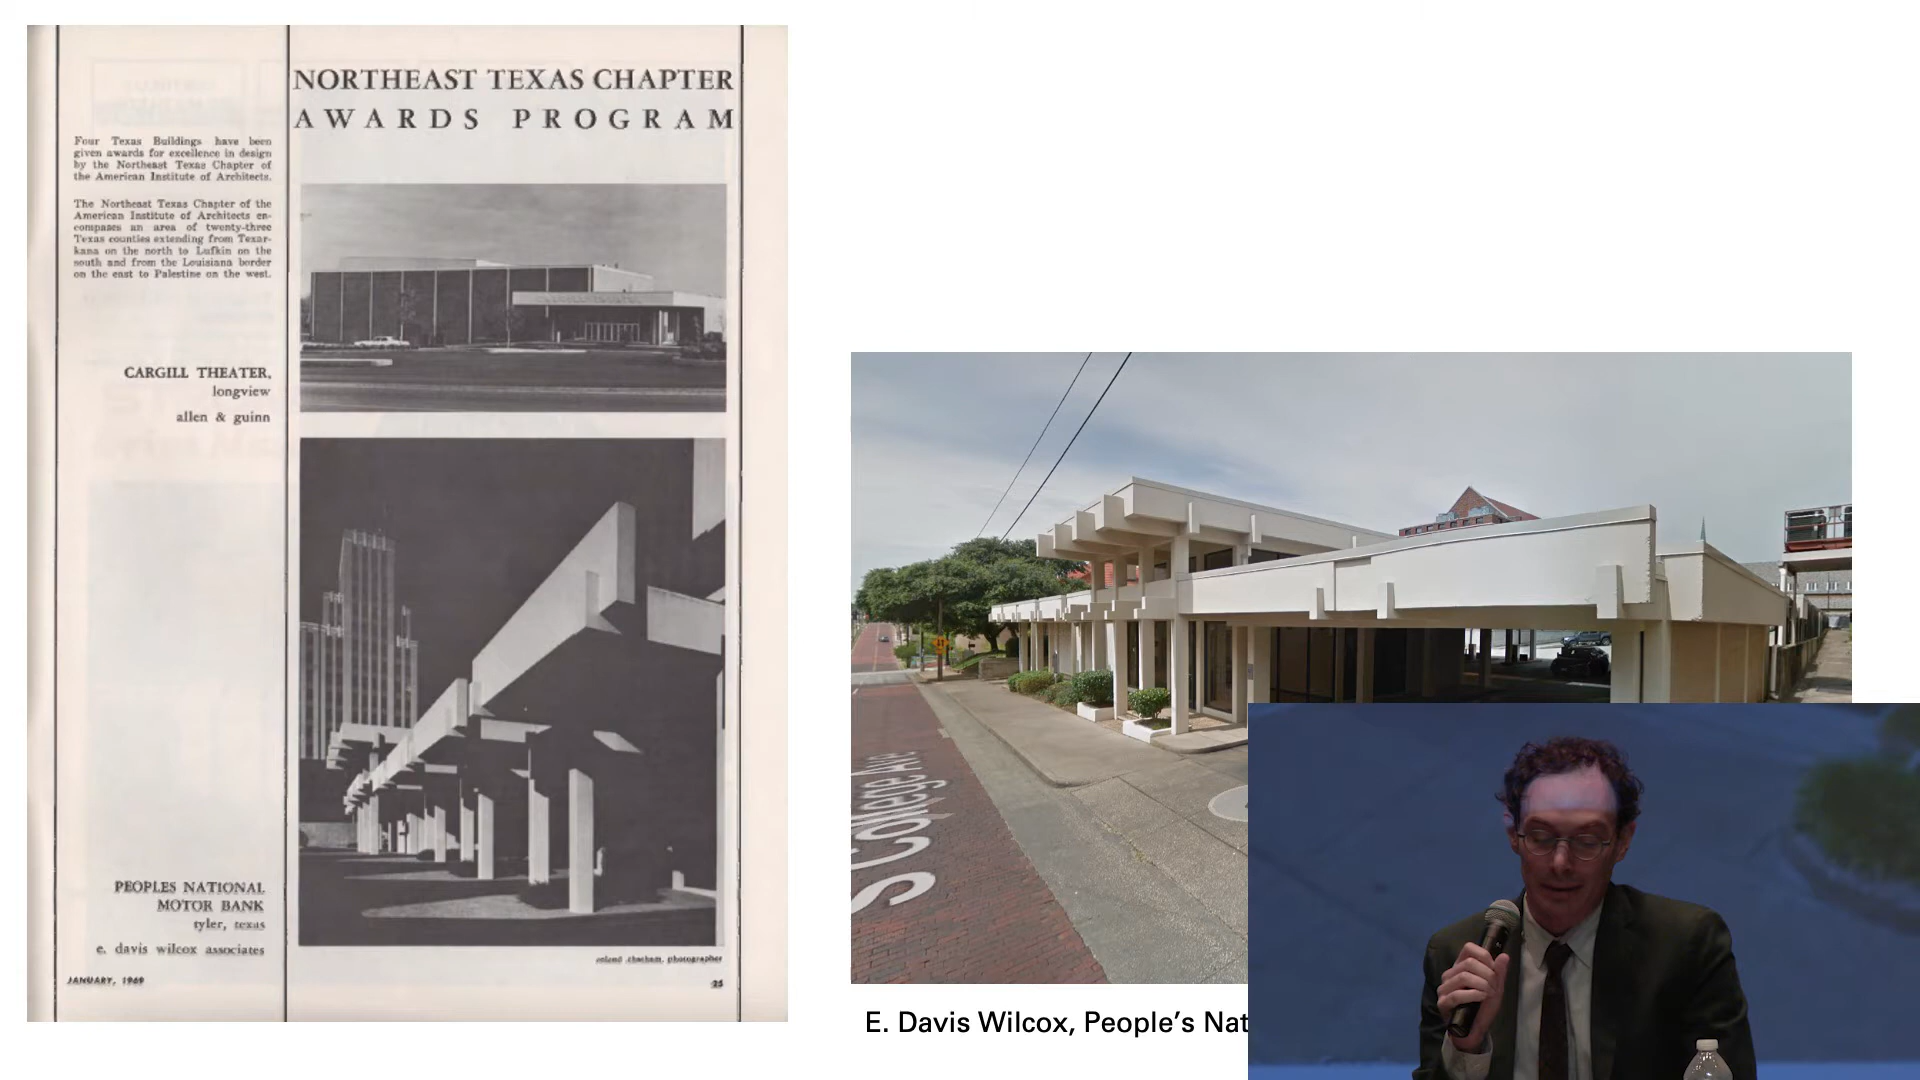 NORTHEAST TEXAS CHAPTER
AWARDS PROGRAM
Four Texas Buildings have been
given awards for excellence in design
by the Northeast Texas Chapter of
the American Institute of Architects.
The Northeast Texas Chapter of the
American Institute of Architects en-
compases an area of twenty-three
Texas counties extending from Texar-
kana on the north to Lufkin on the
south and from the Louisiana border
on the east to Palestine on the west.
CARGILL THEATER,
longview
allen & guinn
PEOPLES NATIONAL
MOTOR BANK
tyler, texas
e. davis wilcox associates
photographer
JANUARY, 1969
25
S College Ave
E. Davis Wilcox, People's Nat